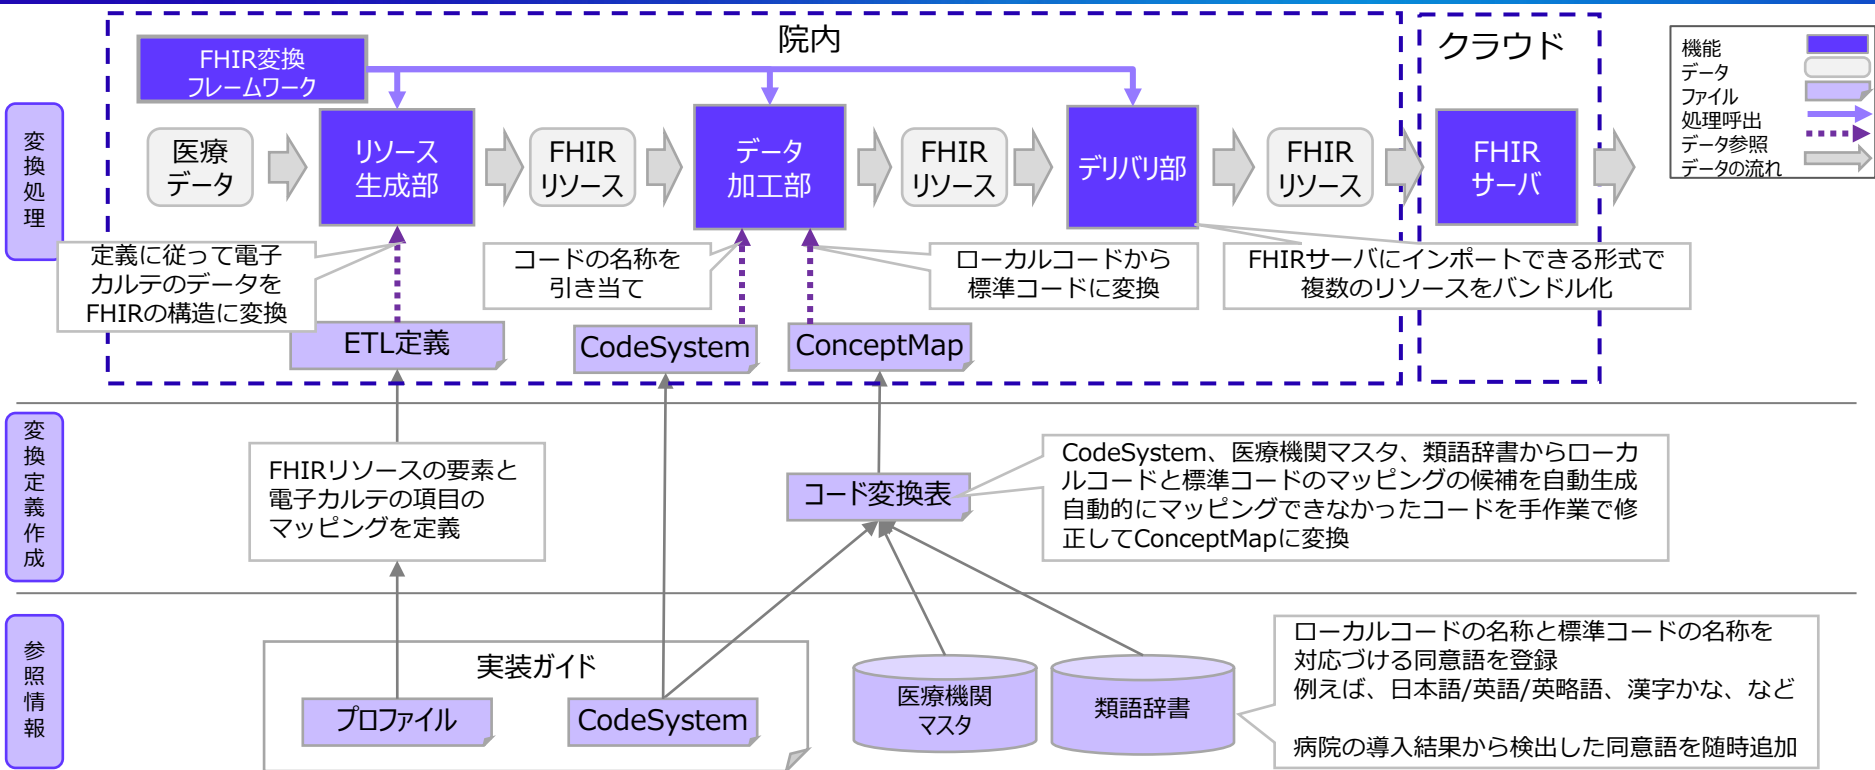 院内
クラウド
機能
データ
ファイル
処理呼出
データ参照
データの流れ
FHIR変換
フレームワーク
変換処理
医療
データ
リソース
生成部
FHIR
リソース
データ
加工部
FHIR
リソース
デリバリ部
FHIR
リソース
FHIR
サーバ
定義に従って電子
カルテのデータを
FHIRの構造に変換
コードの名称を
引き当て
ローカルコードから
標準コードに変換
FHIRサーバにインポートできる形式で
複数のリソースをバンドル化
ETL定義
CodeSystem
ConceptMap
変換定義作成
FHIRリソースの要素と
電子カルテの項目の
マッピングを定義
コード変換表
CodeSystem、医療機関マスタ、類語辞書からローカ
ルコードと標準コードのマッピングの候補を自動生成
自動的にマッピングできなかったコードを手作業で修
正してConceptMapに変換
参照情報
実装ガイド
プロファイル
CodeSystem
医療機関
マスタ
類語辞書
ローカルコードの名称と標準コードの名称を
対応づける同意語を登録
例えば、日本語/英語/英略語、漢字かな、など
病院の導入結果から検出した同意語を随時追加